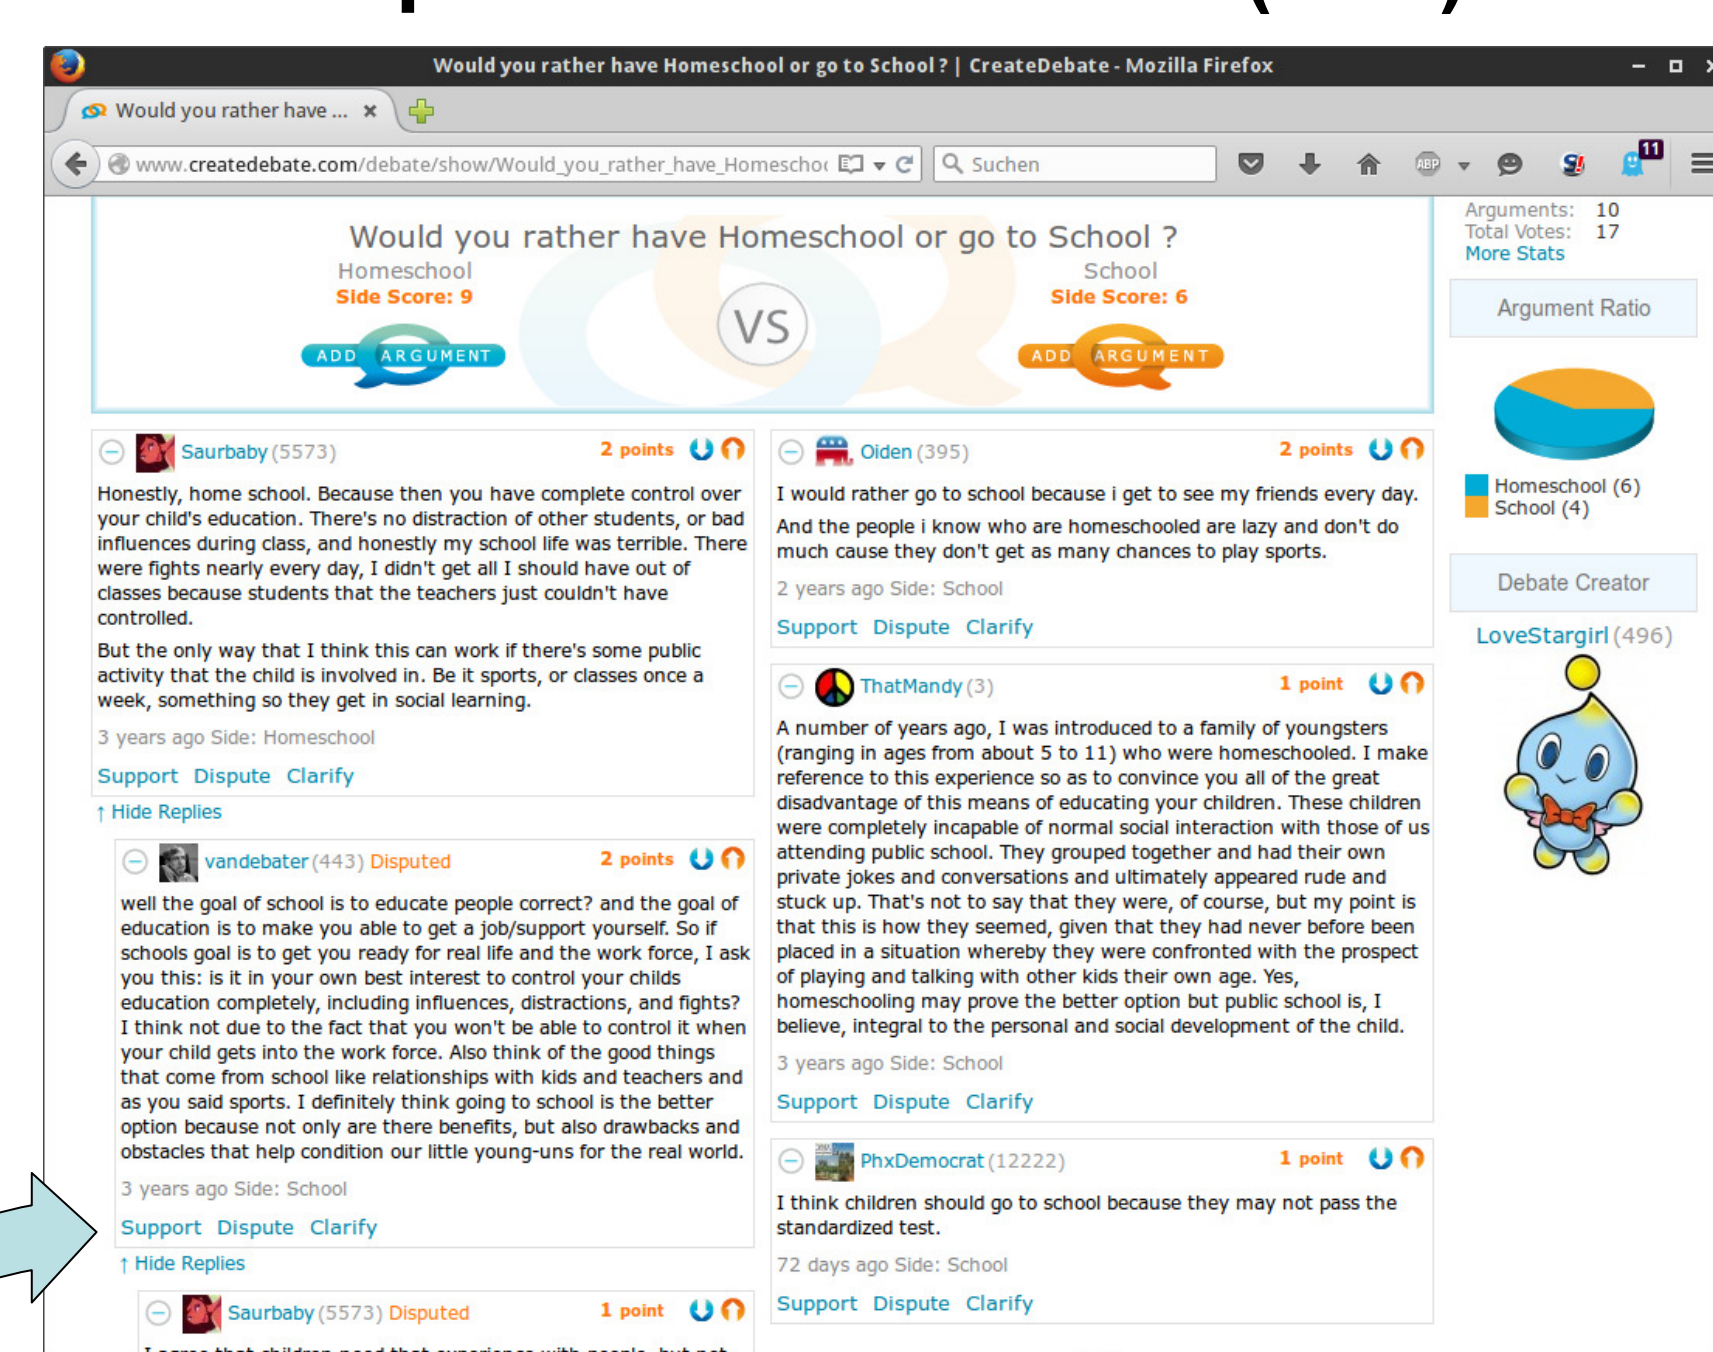 Would you rather have Homeschool or go to School ? | CreateDebate - Mozilla Firefox
Would you rather have ...
www.createdebate.com/debate/show/Would_you_rather_have_Homeschoo
Suchen
ABP
S!
11
Would you rather have Homeschool or go to School ?
Homeschool
Side Score: 9
ADD ARGUMENT
VS
School
Side Score: 6
ADD ARGUMENT
Saurbaby (5573)
2 points
Honestly, home school. Because then you have complete control over
your child's education. There's no distraction of other students, or bad
influences during class, and honestly my school life was terrible. There
were fights nearly every day, I didn't get all I should have out of
classes because students that the teachers just couldn't have
controlled.
But the only way that I think this can work if there's some public
activity that the child is involved in. Be it sports, or classes once a
week, something so they get in social learning.
3 years ago Side: Homeschool
Support Dispute Clarify
↑ Hide Replies
vandebater (443) Disputed
2 points
well the goal of school is to educate people correct? and the goal of
education is to make you able to get a job/support yourself. So if
schools goal is to get you ready for real life and the work force, I ask
you this: is it in your own best interest to control your childs
education completely, including influences, distractions, and fights?
I think not due to the fact that you won't be able to control it when
your child gets into the work force. Also think of the good things
that come from school like relationships with kids and teachers and
as you said sports. I definitely think going to school is the better
option because not only are there benefits, but also drawbacks and
obstacles that help condition our little young-uns for the real world.
3 years ago Side: School
Support Dispute Clarify
↑ Hide Replies
Saurbaby (5573) Disputed
1 point
I agree that children need that experience with people, but not
Oiden (395)
2 points
I would rather go to school because i get to see my friends every day.
And the people i know who are homeschooled are lazy and don't do
much cause they don't get as many chances to play sports.
2 years ago Side: School
Support Dispute Clarify
ThatMandy (3)
1 point
A number of years ago, I was introduced to a family of youngsters
(ranging in ages from about 5 to 11) who were homeschooled. I make
reference to this experience so as to convince you all of the great
disadvantage of this means of educating your children. These children
were completely incapable of normal social interaction with those of us
attending public school. They grouped together and had their own
private jokes and conversations and ultimately appeared rude and
stuck up. That's not to say that they were, of course, but my point is
that this is how they seemed, given that they had never before been
placed in a situation whereby they were confronted with the prospect
of playing and talking with other kids their own age. Yes,
homeschooling may prove the better option but public school is, I
believe, integral to the personal and social development of the child.
3 years ago Side: School
Support Dispute Clarify
PhxDemocrat (12222)
1 point
I think children should go to school because they may not pass the
standardized test.
72 days ago Side: School
Support Dispute Clarify
Arguments: 10
Total Votes: 17
More Stats
Argument Ratio
Homeschool (6)
School (4)
Debate Creator
LoveStargirl (496)